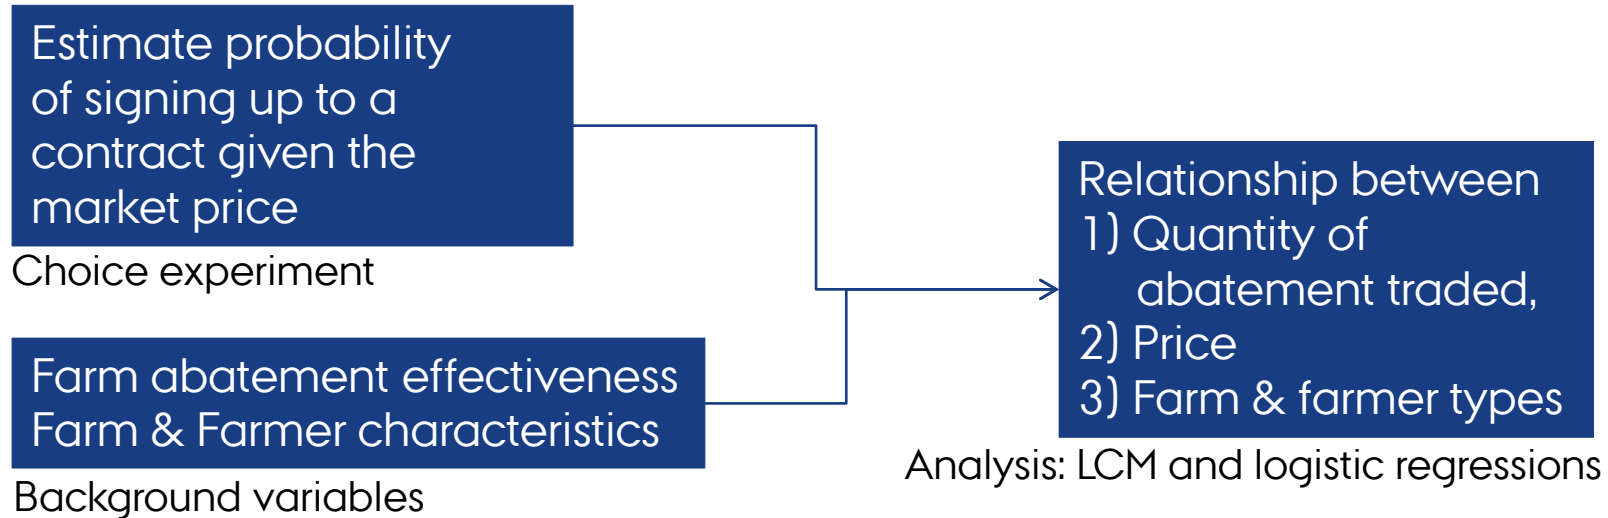 Estimate probability
of signing up to a
contract given the
market price
Choice experiment
Farm abatement effectiveness
Farm & Farmer characteristics
Background variables
Relationship between
1) Quantity of
abatement traded,
2) Price
3) Farm & farmer types
Analysis: LCM and logistic regressions